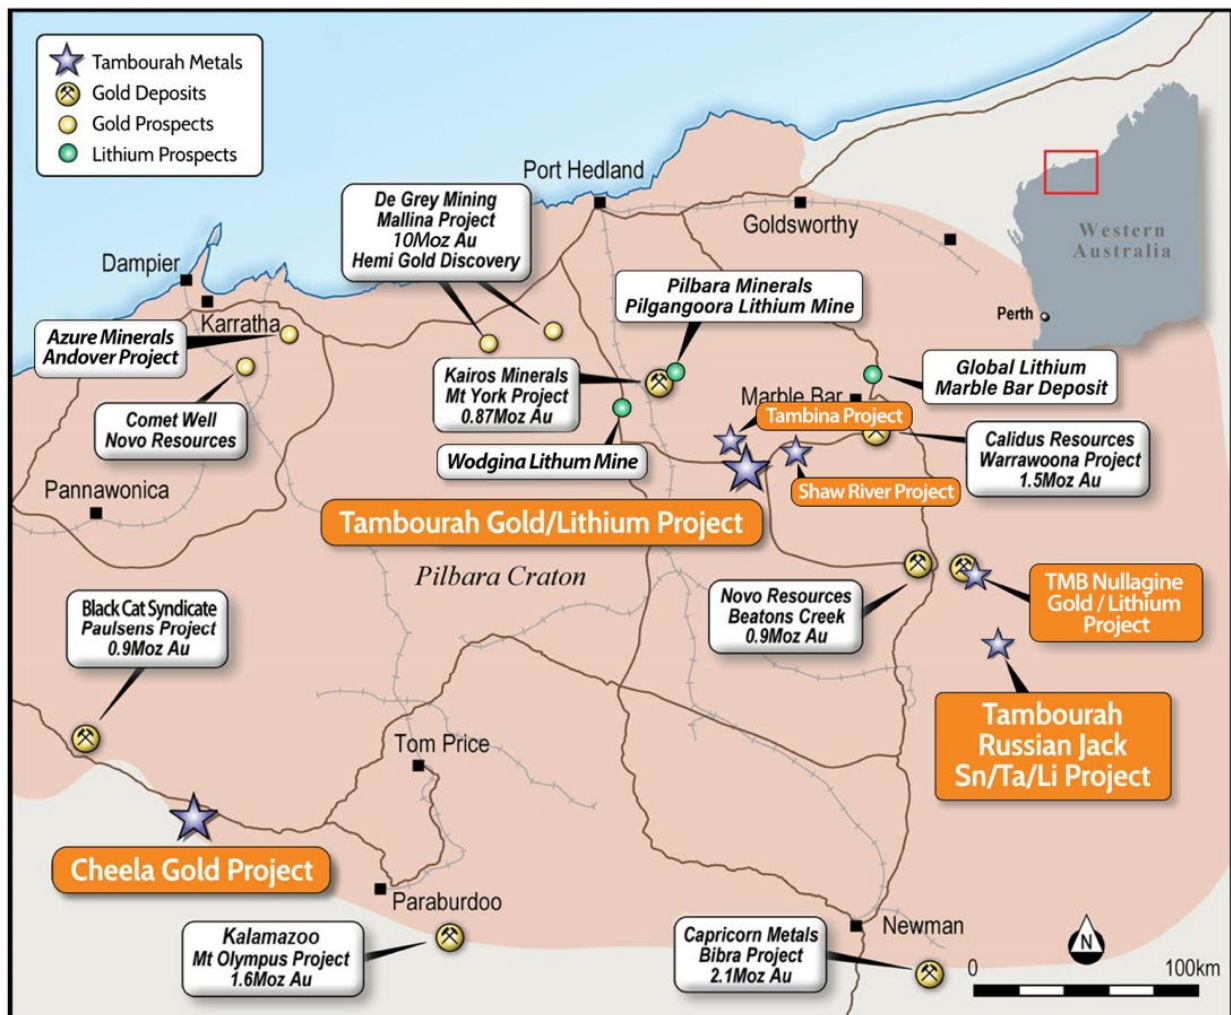 Tambourah Metals
Gold Deposits
Gold Prospects
Lithium Prospects
Port Hedland
De Grey Mining
Mallina Project
10Moz Au
Hemi Gold Discovery
Goldsworthy
Western
Australia
Perth
Dampier
Karratha
Pilbara Minerals
Pilgangoora Lithium Mine
Azure Minerals
Andover Project
Kairos Minerals
Mt York Project
0.87Moz Au
Global Lithium
Marble Bar Deposit
Marble Bar
Tambina Project
Comet Well
Novo Resources
Wodgina Lithum Mine
Calidus Resources
Warrawoona Project
1.5Moz Au
Shaw River Project
Pannawonica
Tambourah Gold/Lithium Project
Pilbara Craton
Novo Resources
Beatons Creek
0.9Moz Au
TMB Nullagine
Gold / Lithium
Project
Black Cat Syndicate
Paulsens Project
0.9Moz Au
Tambourah
Russian Jack
Sn/Ta/Li Project
Tom Price
Cheela Gold Project
Paraburdoo
Kalamazoo
Mt Olympus Project
1.6Moz Au
Capricorn Metals
Bibra Project
2.1Moz Au
Newman
N
0 100km